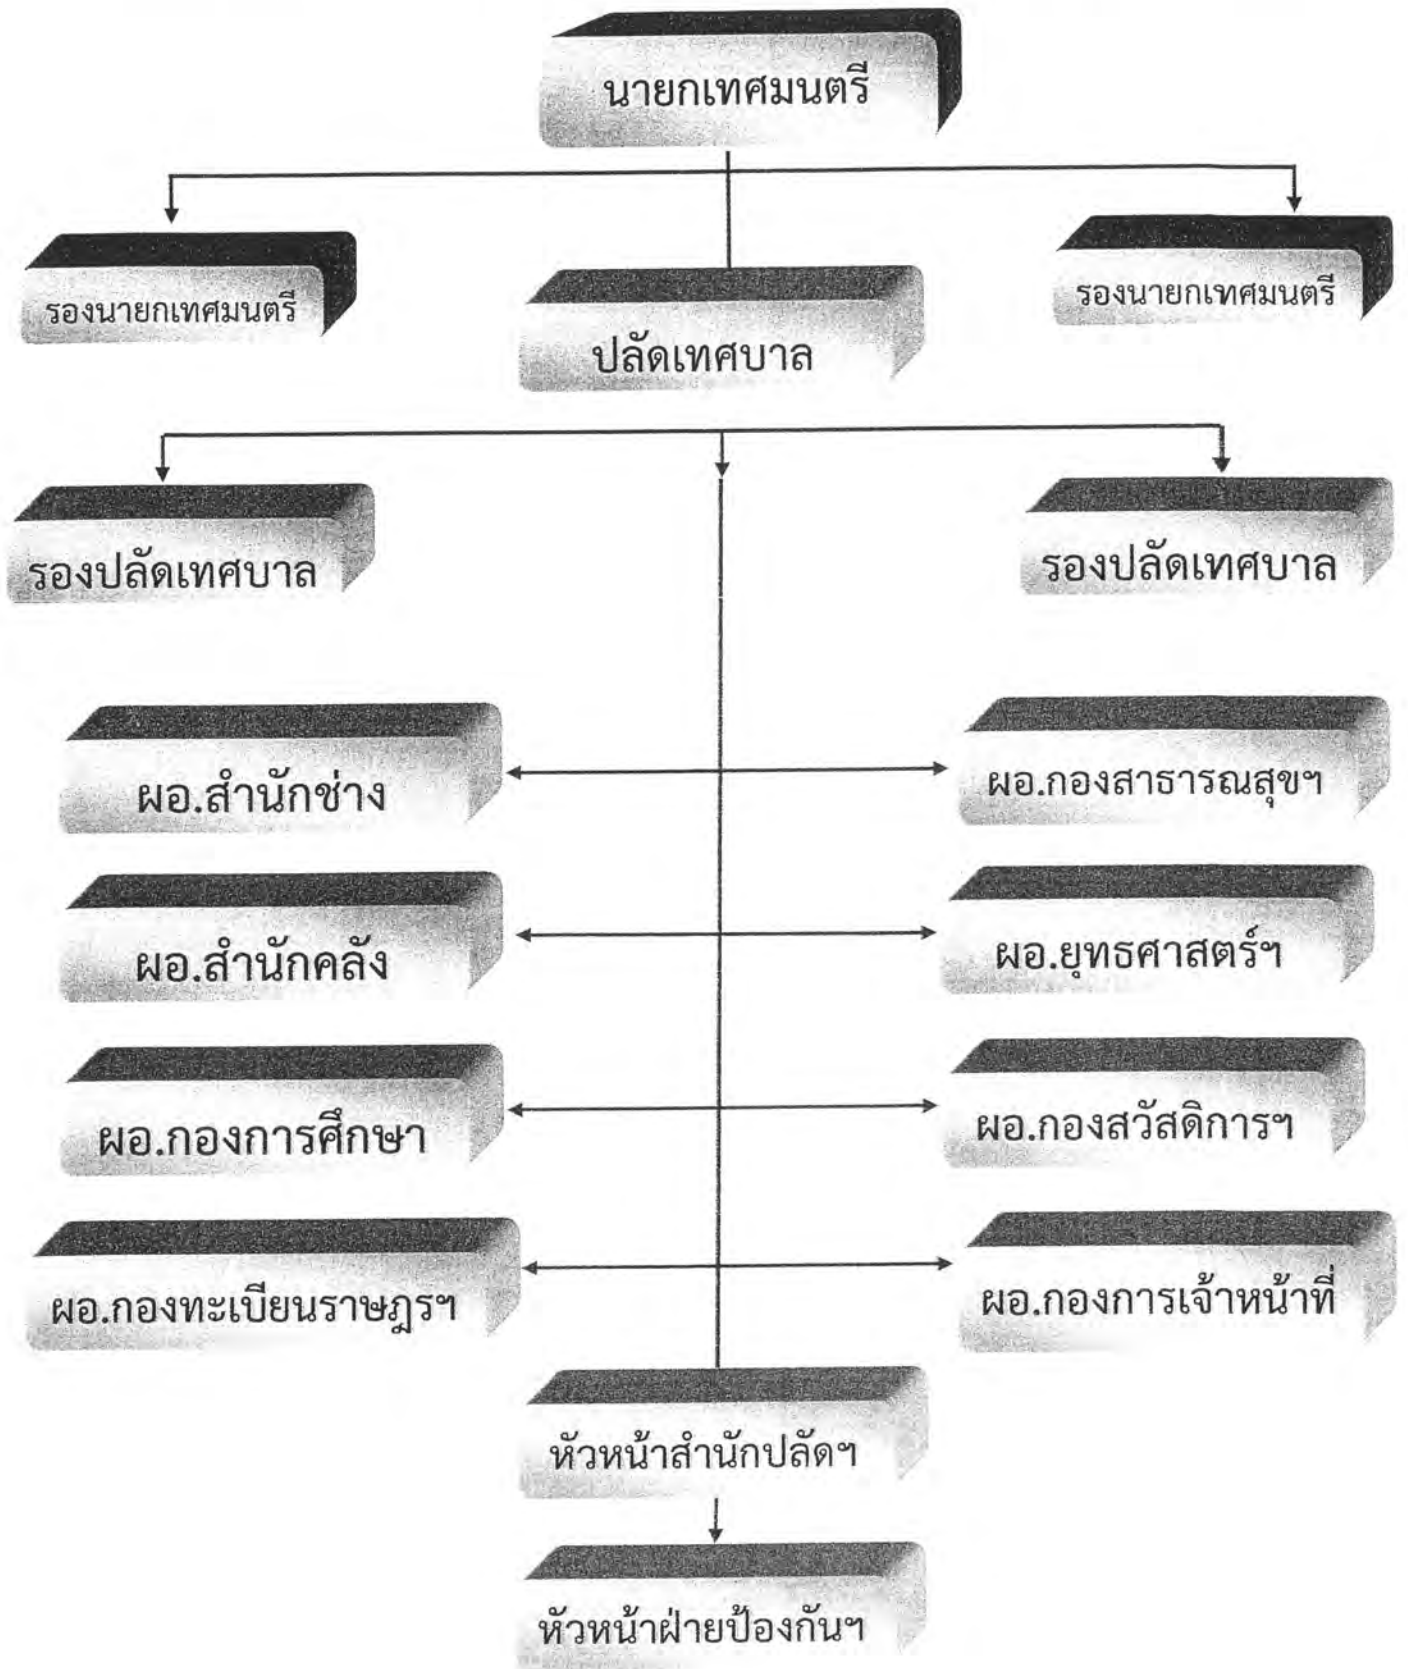 นายกเทศมนตรี
รองนายกเทศมนตรี
รองนายกเทศมนตรี
ปลัดเทศบาล
รองปลัดเทศบาล
รองปลัดเทศบาล
ผอ.สำนักช่าง
ผอ.กองสาธารณสุขฯ
ผอ.สำนักคลัง
ผอ.ยุทธศาสตร์ฯ
ผอ.กองการศึกษา
ผอ.กองสวัสดิการฯ
ผอ.กองทะเบียนราษฎรฯ
ผอ.กองการเจ้าหน้าที่
หัวหน้าสำนักปลัดฯ
หัวหน้าฝ่ายป้องกันฯ